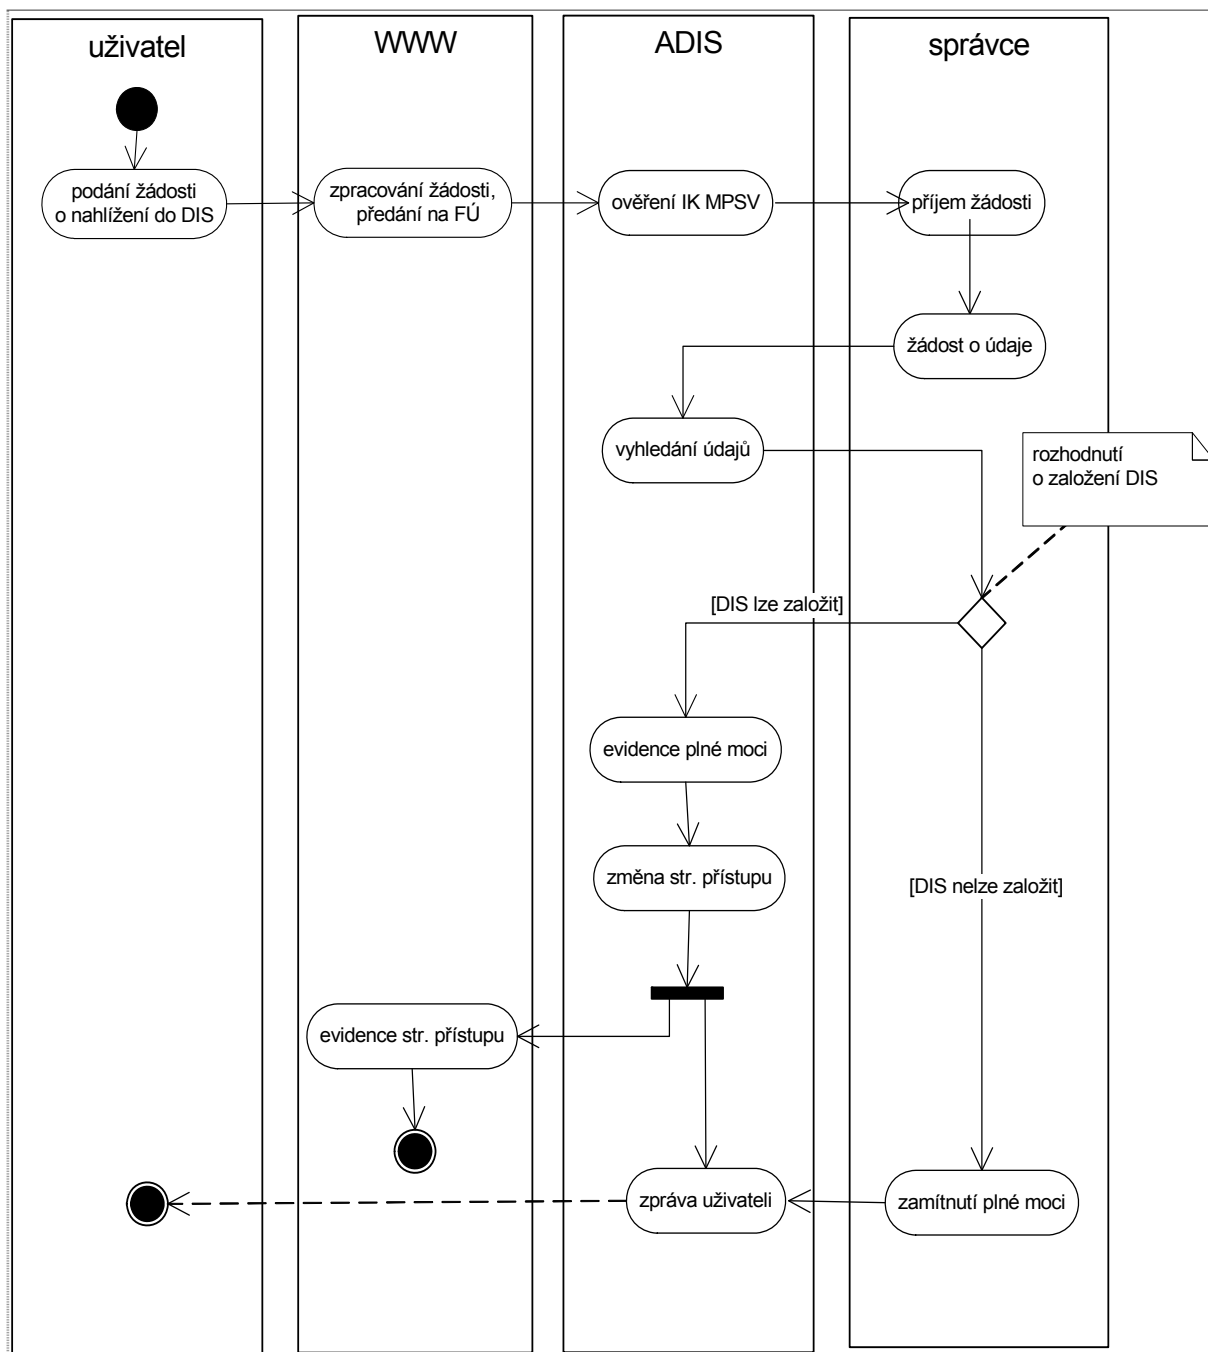 uživatel
WWW
ADIS
správce
podání žádosti
o nahlížení do DIS
zpracování žádosti,
předání na FÚ
ověření IK MPSV
příjem žádosti
žádost o údaje
vyhledání údajů
rozhodnutí
o založení DIS
[DIS lze založit]
evidence plné moci
změna str. přístupu
[DIS nelze založit]
evidence str. přístupu
zpráva uživateli
zamítnutí plné moci